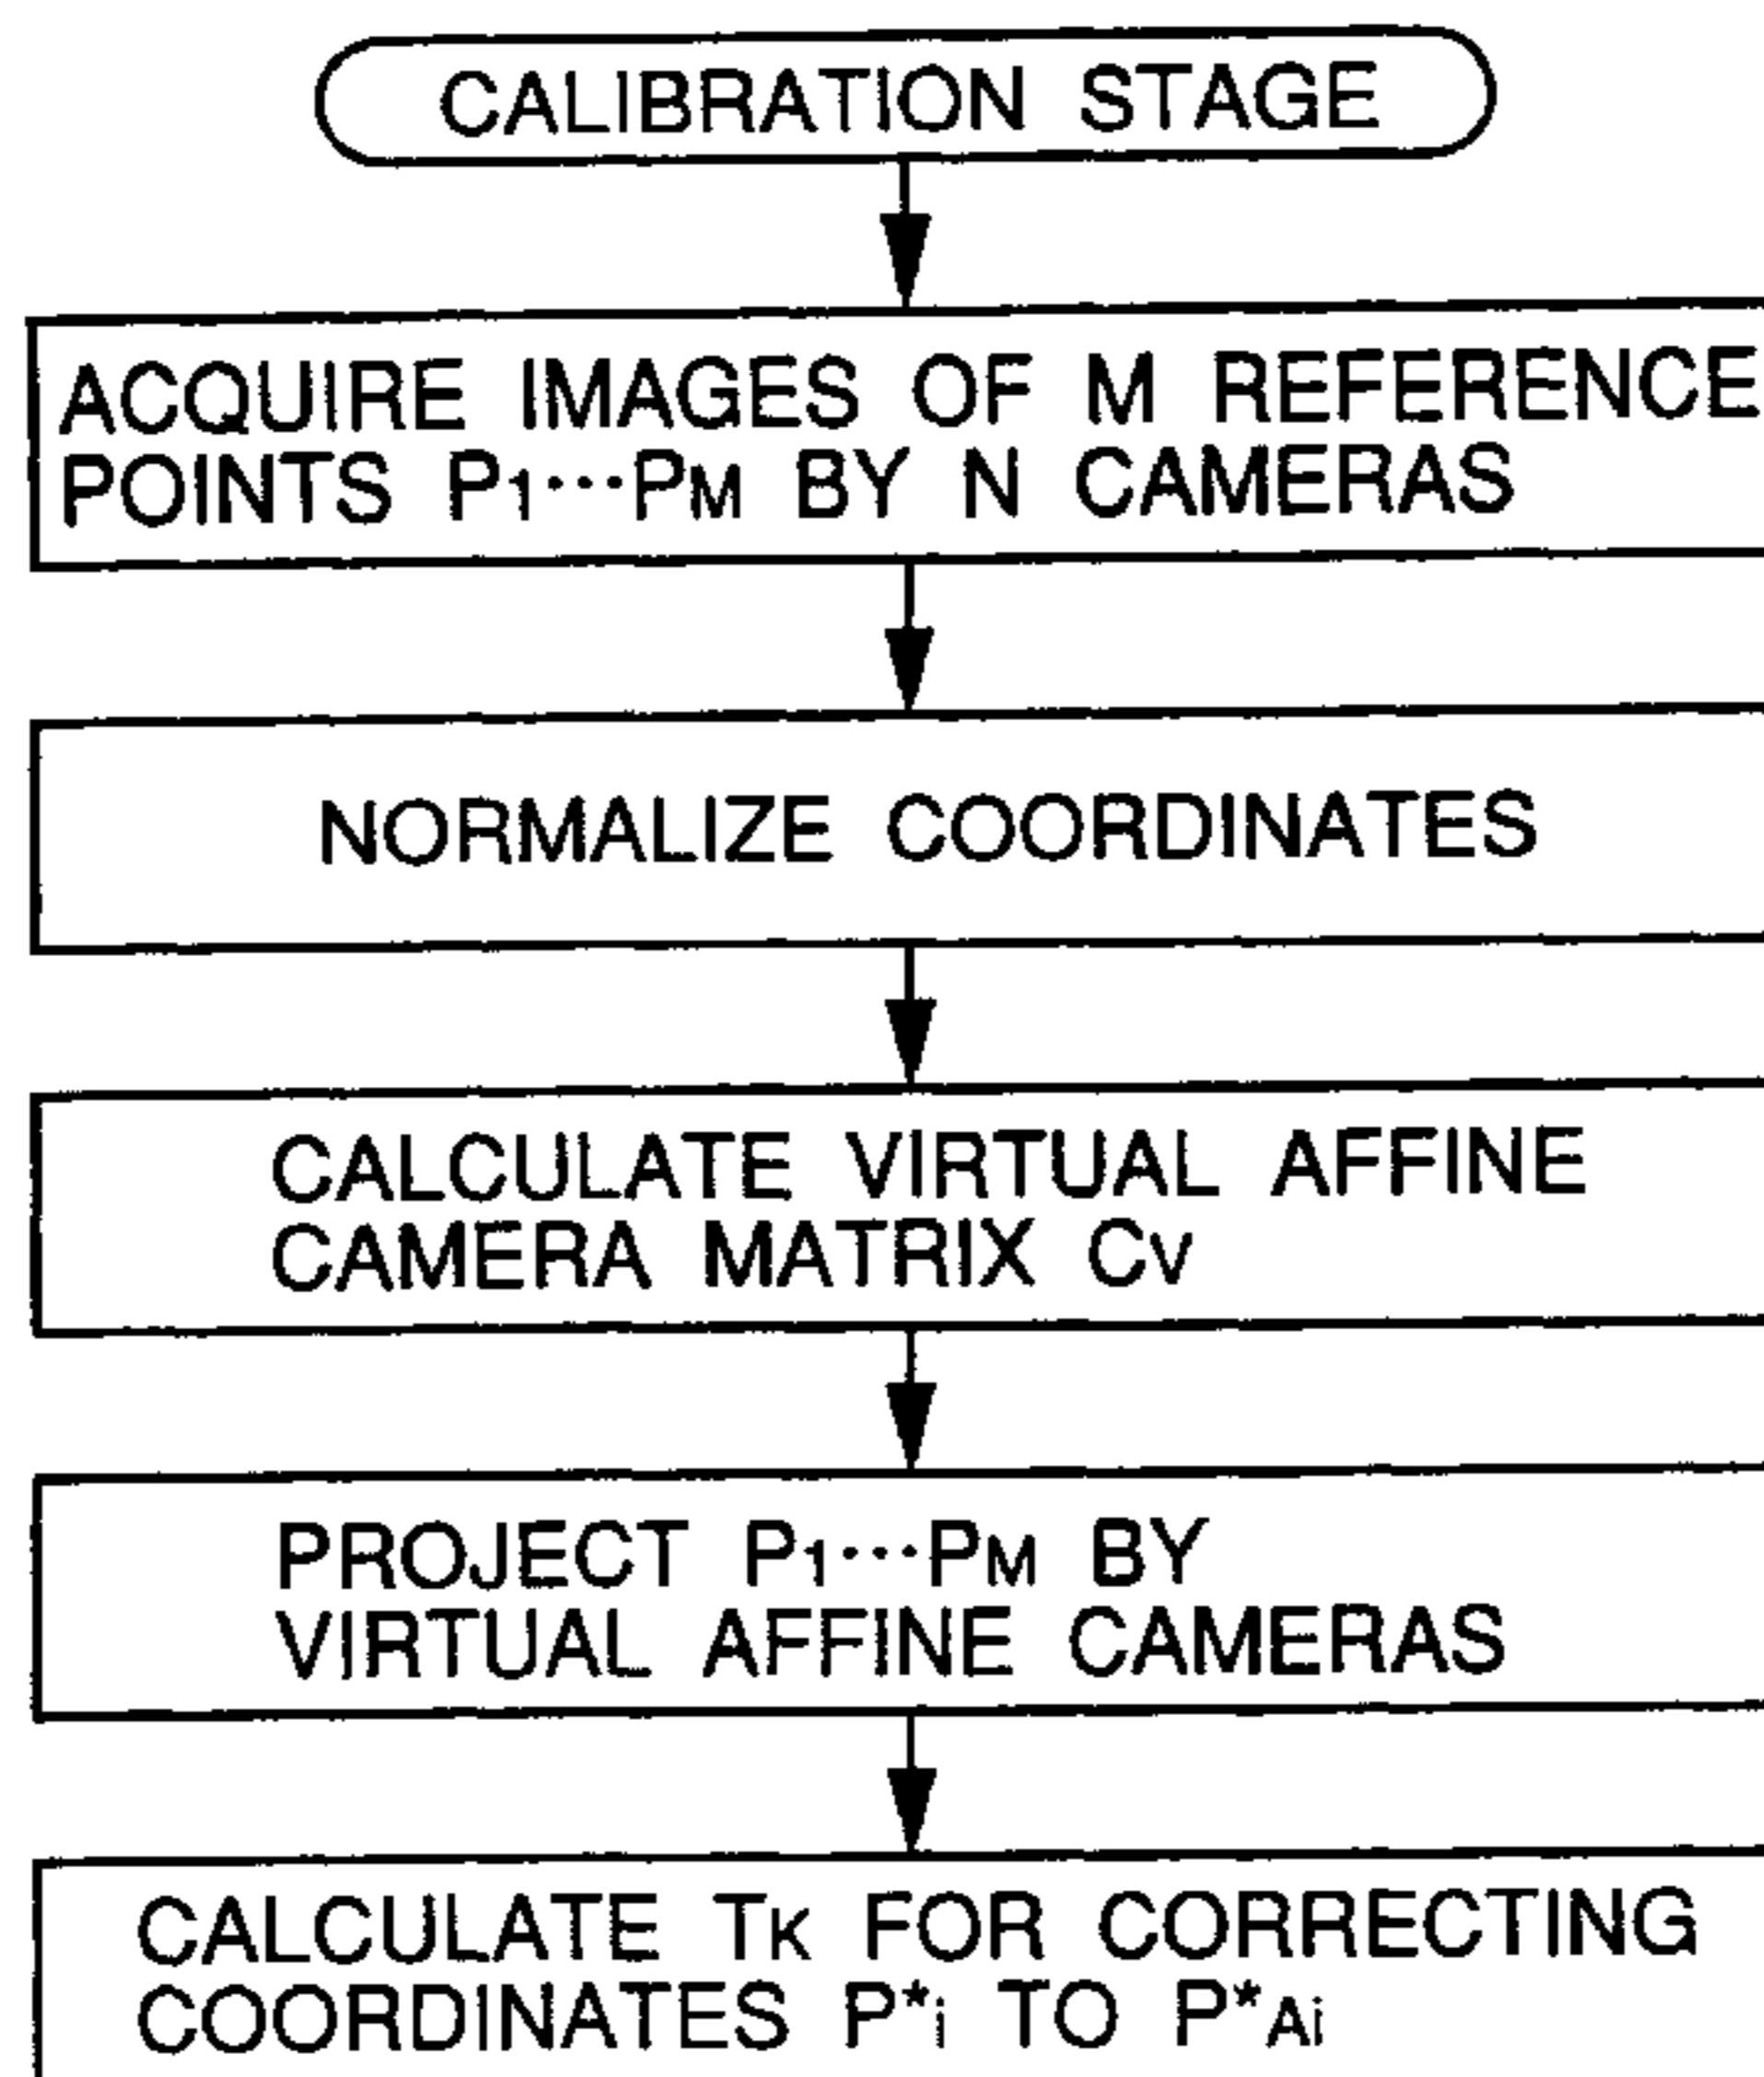 CALIBRATION STAGE
ACQUIRE IMAGES OF M REFERENCE
POINTS P1···PM BY N CAMERAS
NORMALIZE COORDINATES
CALCULATE VIRTUAL AFFINE
CAMERA MATRIX CV
PROJECT P1···PM BY
VIRTUAL AFFINE CAMERAS
CALCULATE TK FOR CORRECTING
COORDINATES P*i TO P*Ai